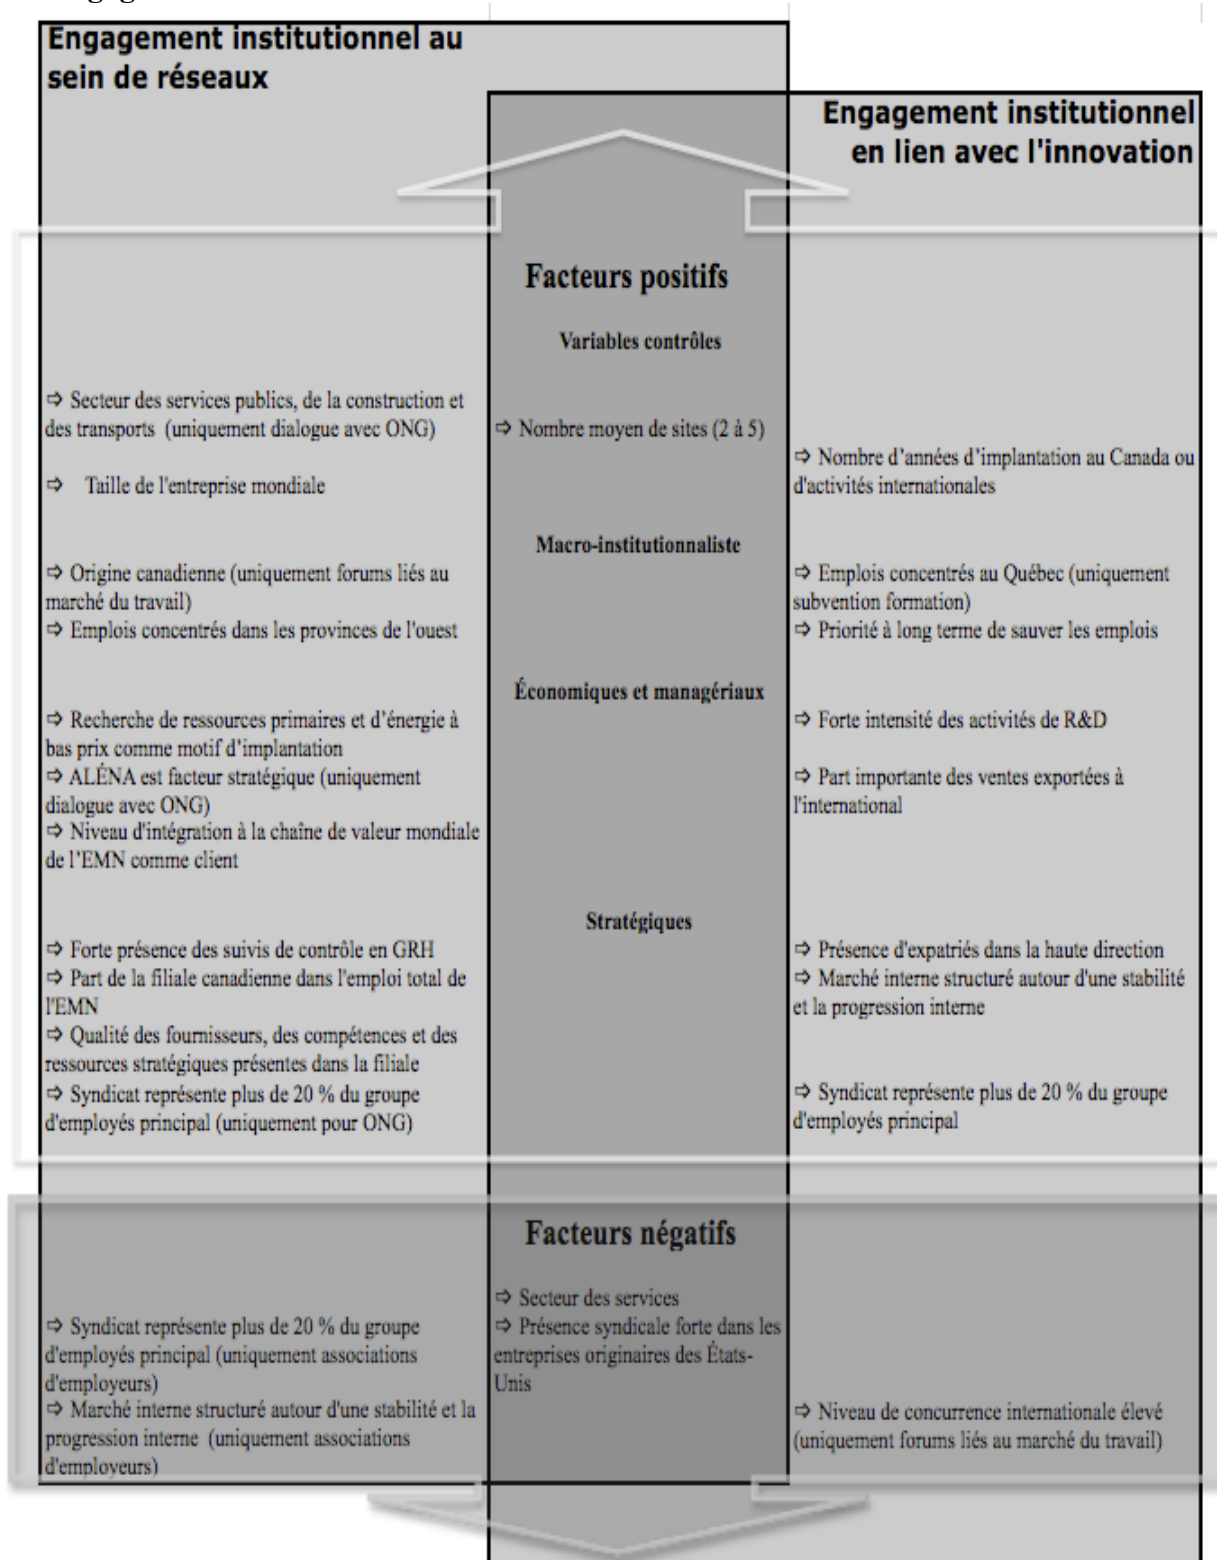 Engagement institutionnel au
sein de réseaux
Engagement institutionnel
en lien avec l'innovation
Facteurs positifs
Variables contrôles
⇨ Secteur des services publics, de la construction et
des transports (uniquement dialogue avec ONG)
⇨ Taille de l'entreprise mondiale
⇨ Nombre moyen de sites (2 à 5)
⇨ Nombre d'années d'implantation au Canada ou
d'activités internationales
Macro-institutionnaliste
⇨ Origine canadienne (uniquement forums liés au
marché du travail)
⇨ Emplois concentrés dans les provinces de l'ouest
⇨ Emplois concentrés au Québec (uniquement
subvention formation)
⇨ Priorité à long terme de sauver les emplois
Économiques et managériaux
⇨ Recherche de ressources primaires et d'énergie à
bas prix comme motif d'implantation
⇨ ALÉNA est facteur stratégique (uniquement
dialogue avec ONG)
⇨ Niveau d'intégration à la chaîne de valeur mondiale
de l'EMN comme client
⇨ Forte intensité des activités de R&D
⇨ Part importante des ventes exportées à
l'international
Stratégiques
⇨ Forte présence des suivis de contrôle en GRH
⇨ Part de la filiale canadienne dans l'emploi total de
l'EMN
⇨ Qualité des fournisseurs, des compétences et des
ressources stratégiques présentes dans la filiale
⇨ Syndicat représente plus de 20 % du groupe
d'employés principal (uniquement pour ONG)
⇨ Présence d'expatriés dans la haute direction
⇨ Marché interne structuré autour d'une stabilité
et la progression interne
⇨ Syndicat représente plus de 20 % du groupe
d'employés principal
Facteurs négatifs
⇨ Syndicat représente plus de 20 % du groupe
d'employés principal (uniquement associations
d'employeurs)
⇨ Marché interne structuré autour d'une stabilité et la
progression interne (uniquement associations
d'employeurs)
⇨ Secteur des services
⇨ Présence syndicale forte dans les
entreprises originaires des États-
Unis
⇨ Niveau de concurrence internationale élevé
(uniquement forums liés au marché du travail)